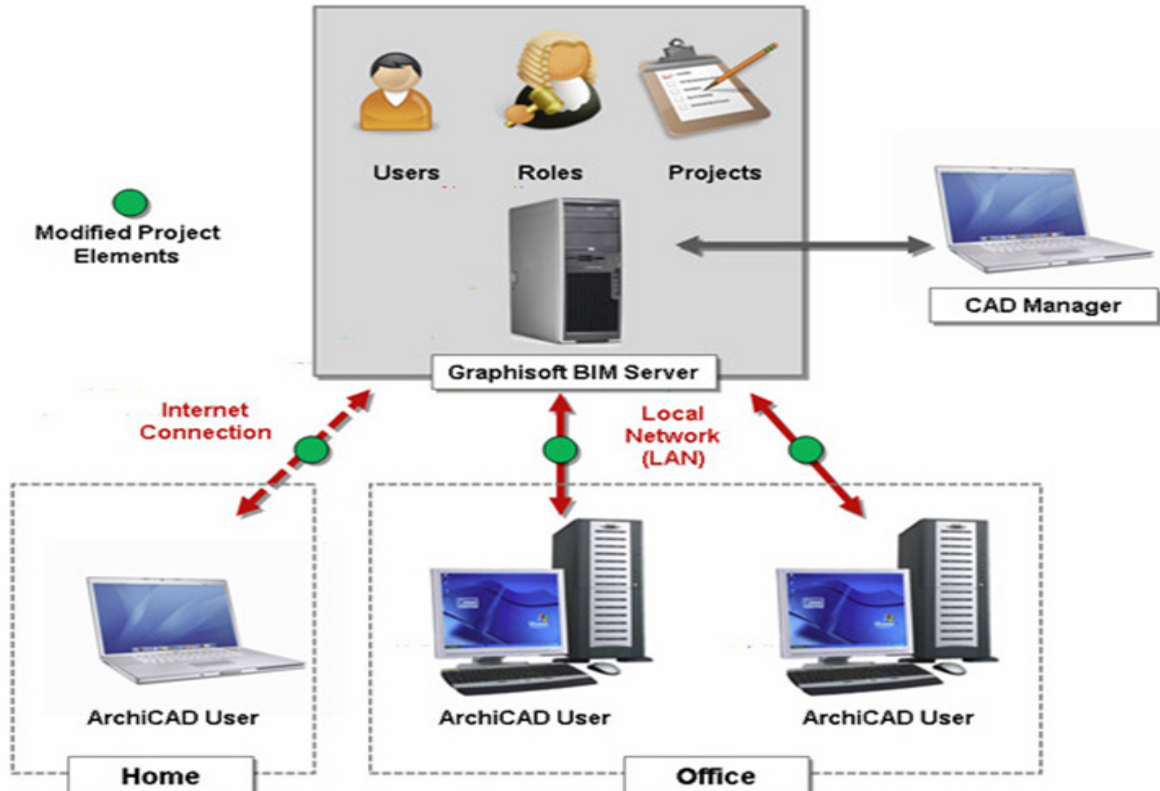 Users
Roles
Projects
Modified Project
Elements
CAD Manager
Graphisoft BIM Server
Internet
Connection
Local
Network
(LAN)
ArchiCAD User
ArchiCAD User
ArchiCAD User
Home
Office